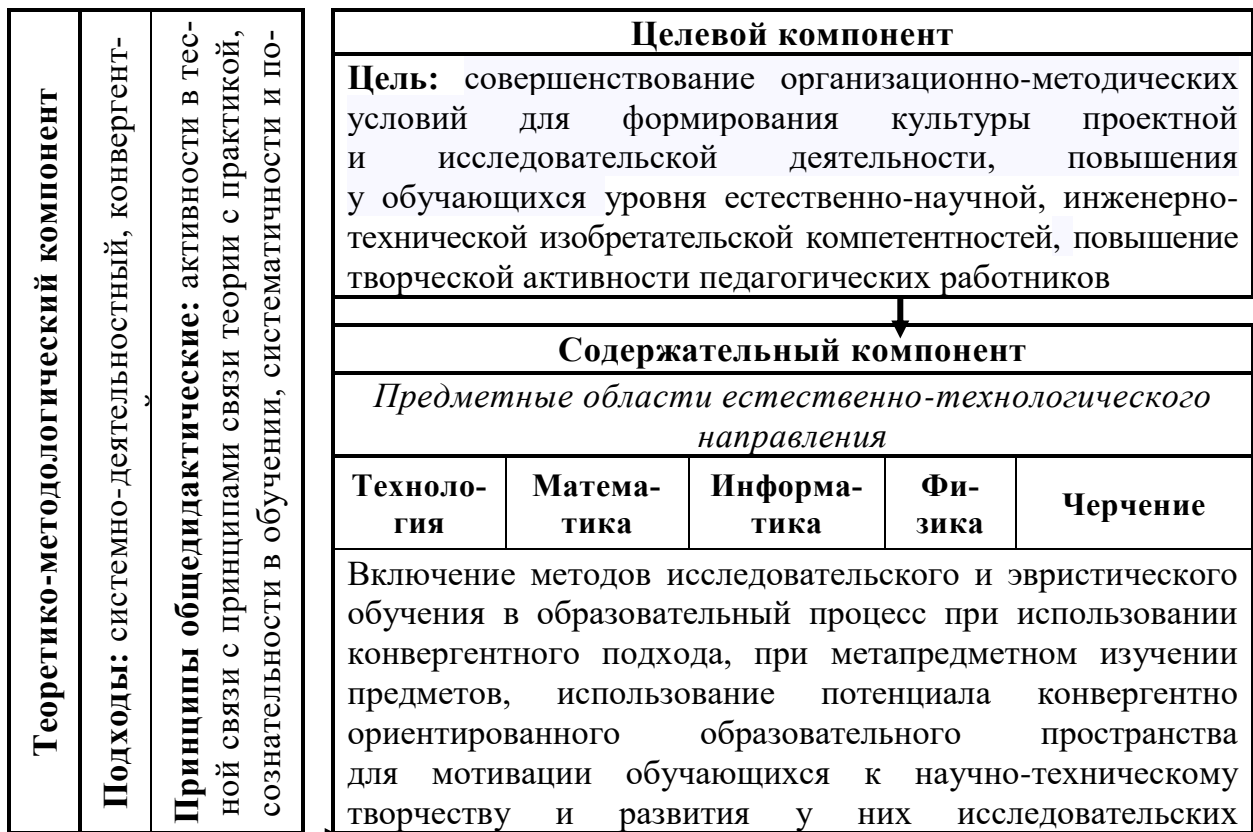 Теоретико-методологический компонент
Подходы: системно-деятельностный, конвергент-
Принципы общедидактические: активности в тес-
ной связи с принципами связи теории с практикой,
сознательности в обучении, систематичности и по-
Целевой компонент
Цель: совершенствование организационно-методических
условий для формирования культуры проектной
и исследовательской деятельности, повышения
у обучающихся уровня естественно-научной, инженерно-
технической изобретательской компетентностей, повышение
творческой активности педагогических работников
Содержательный компонент
Предметные области естественно-технологического
направления
Техноло-
гия
Матема-
тика
Информа-
тика
Фи-
зика
Черчение
Включение методов исследовательского и эвристического
обучения в образовательный процесс при использовании
конвергентного подхода, при метапредметном изучении
предметов, использование потенциала конвергентно
ориентированного образовательного пространства
для мотивации обучающихся к научно-техническому
творчеству и развития у них исследовательских